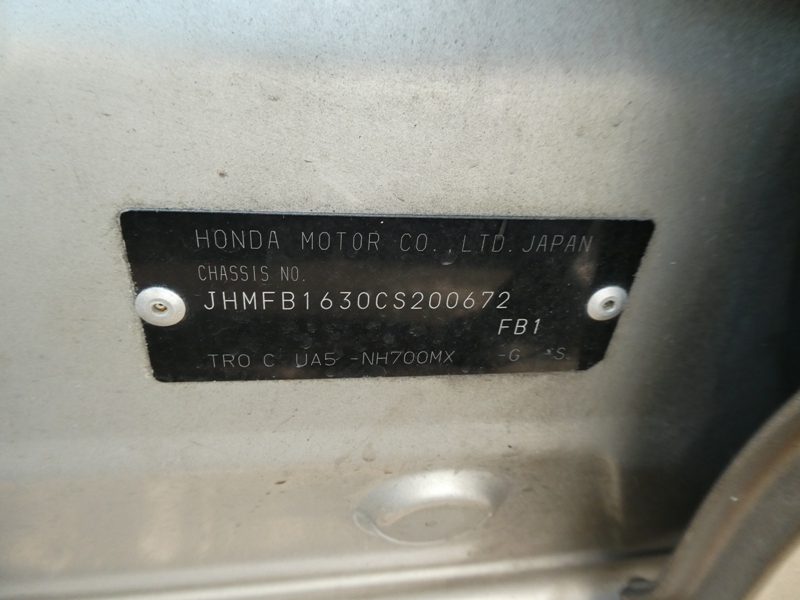 HONDA MOTOR CO., LTD. JAPAN
CHASSIS NO.
JHMFB1630CS200672
FB1
TRO C UA5 -NH700MX -G *S